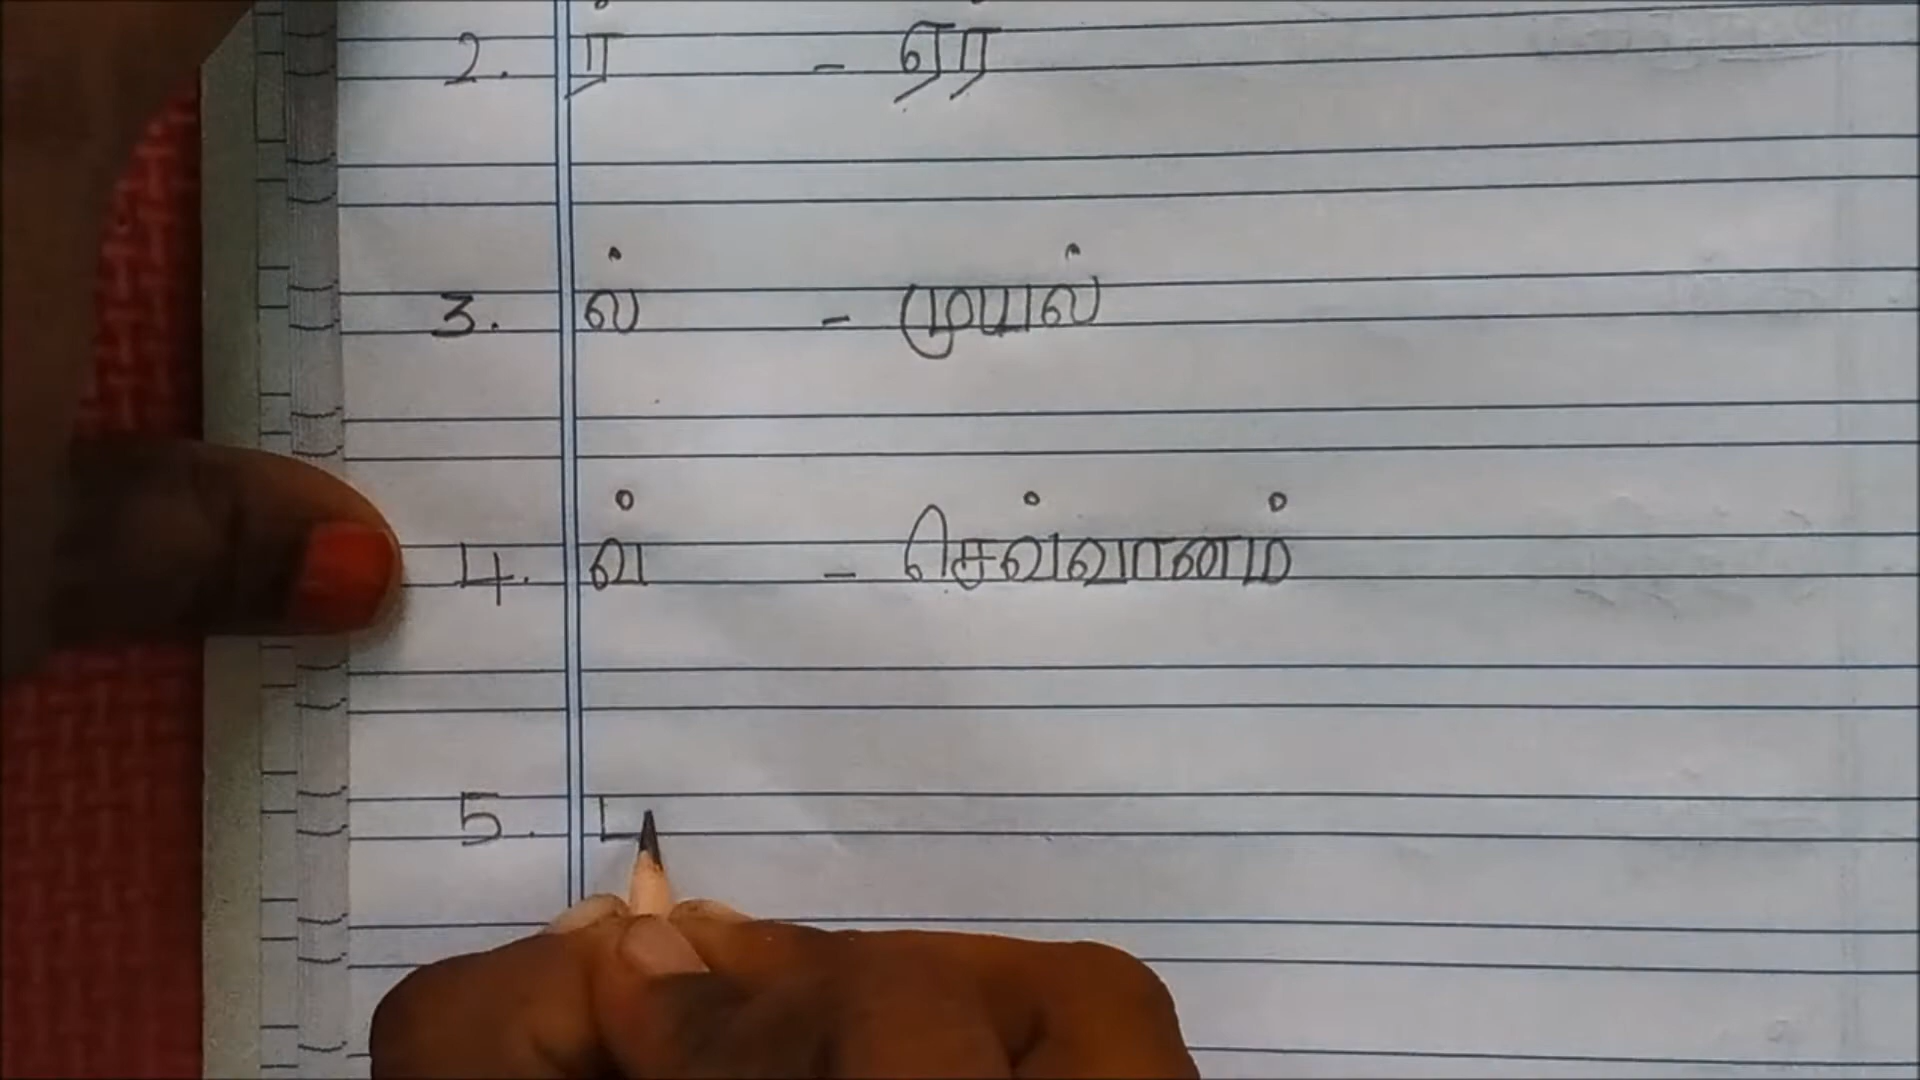 2. ர் - ஏர்
3. ல் - முயல்
4. வ் - செவ்வானம்
5.